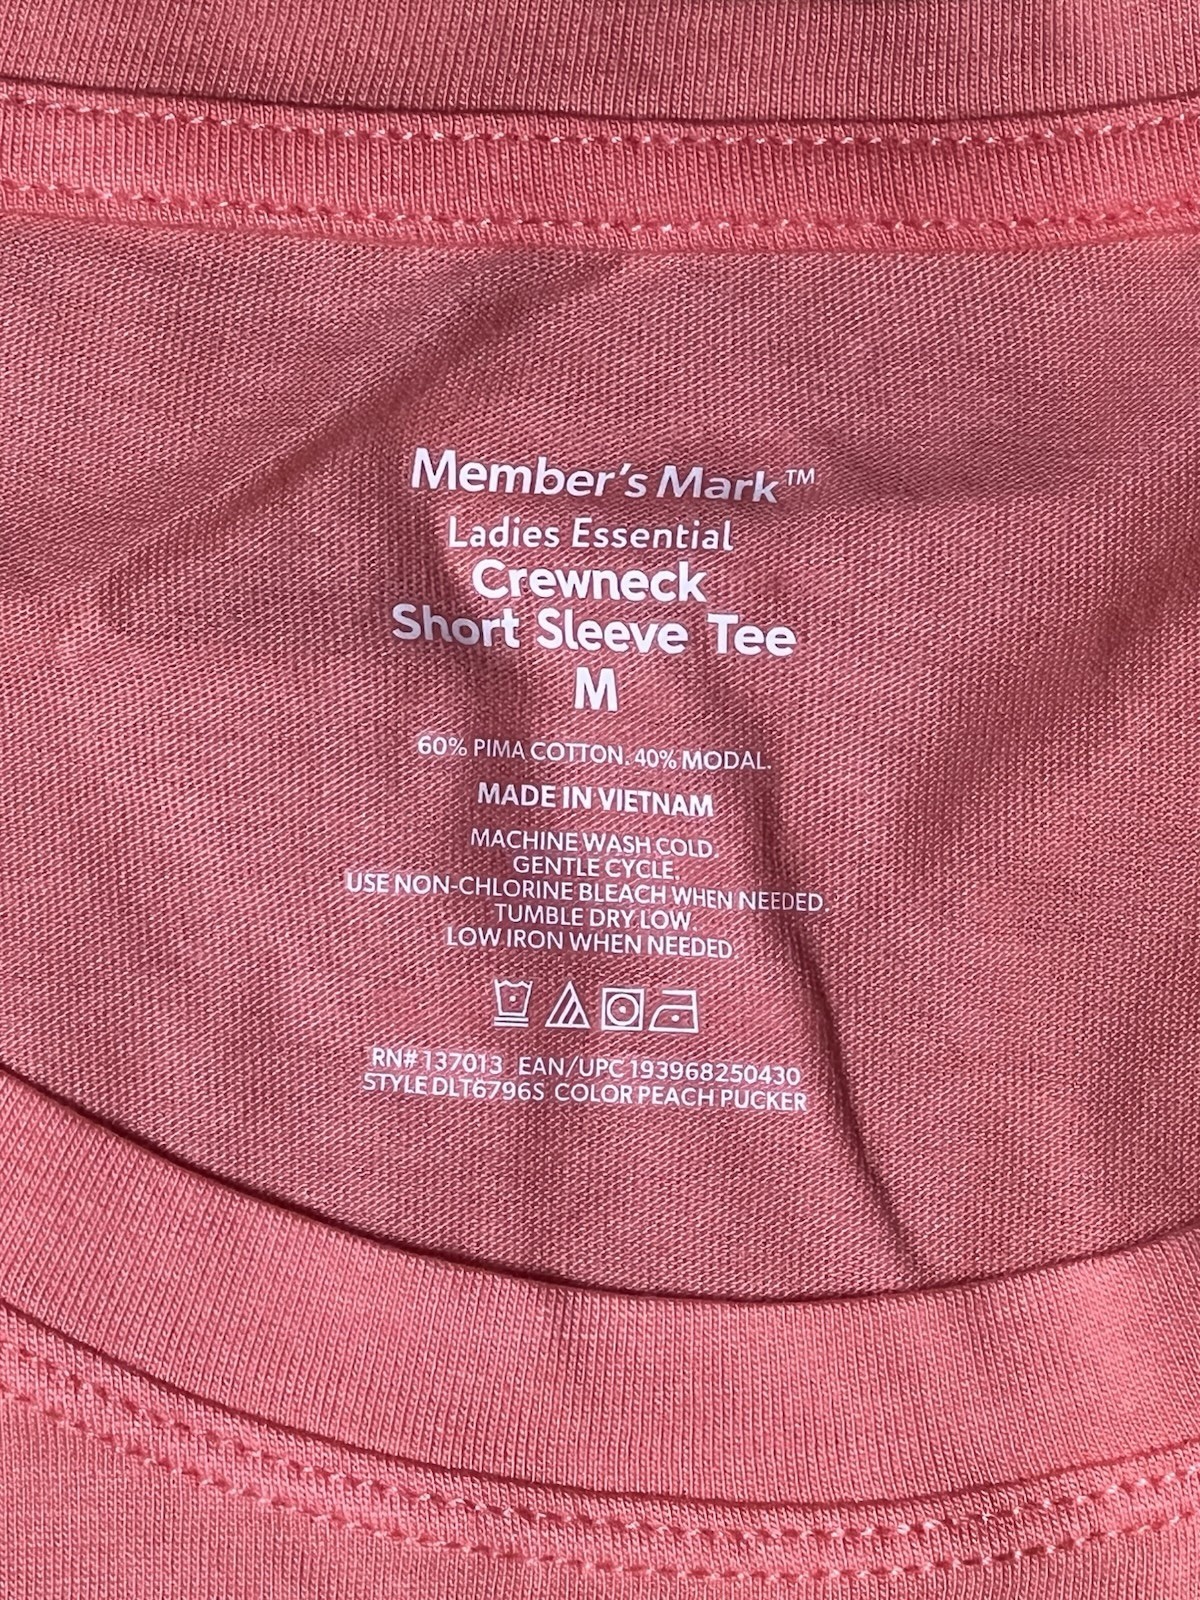 Member's Mark™
Ladies Essential
Crewneck
Short Sleeve Tee
M
60% PIMA COTTON. 40% MODAL.
MADE IN VIETNAM
MACHINE WASH COLD.
GENTLE CYCLE.
USE NON-CHLORINE BLEACH WHEN NEEDED.
TUMBLE DRY LOW.
LOW IRON WHEN NEEDED.
RN# 137013 EAN/UPC 193968250430
STYLE DLT6796S COLOR PEACH PUCKER